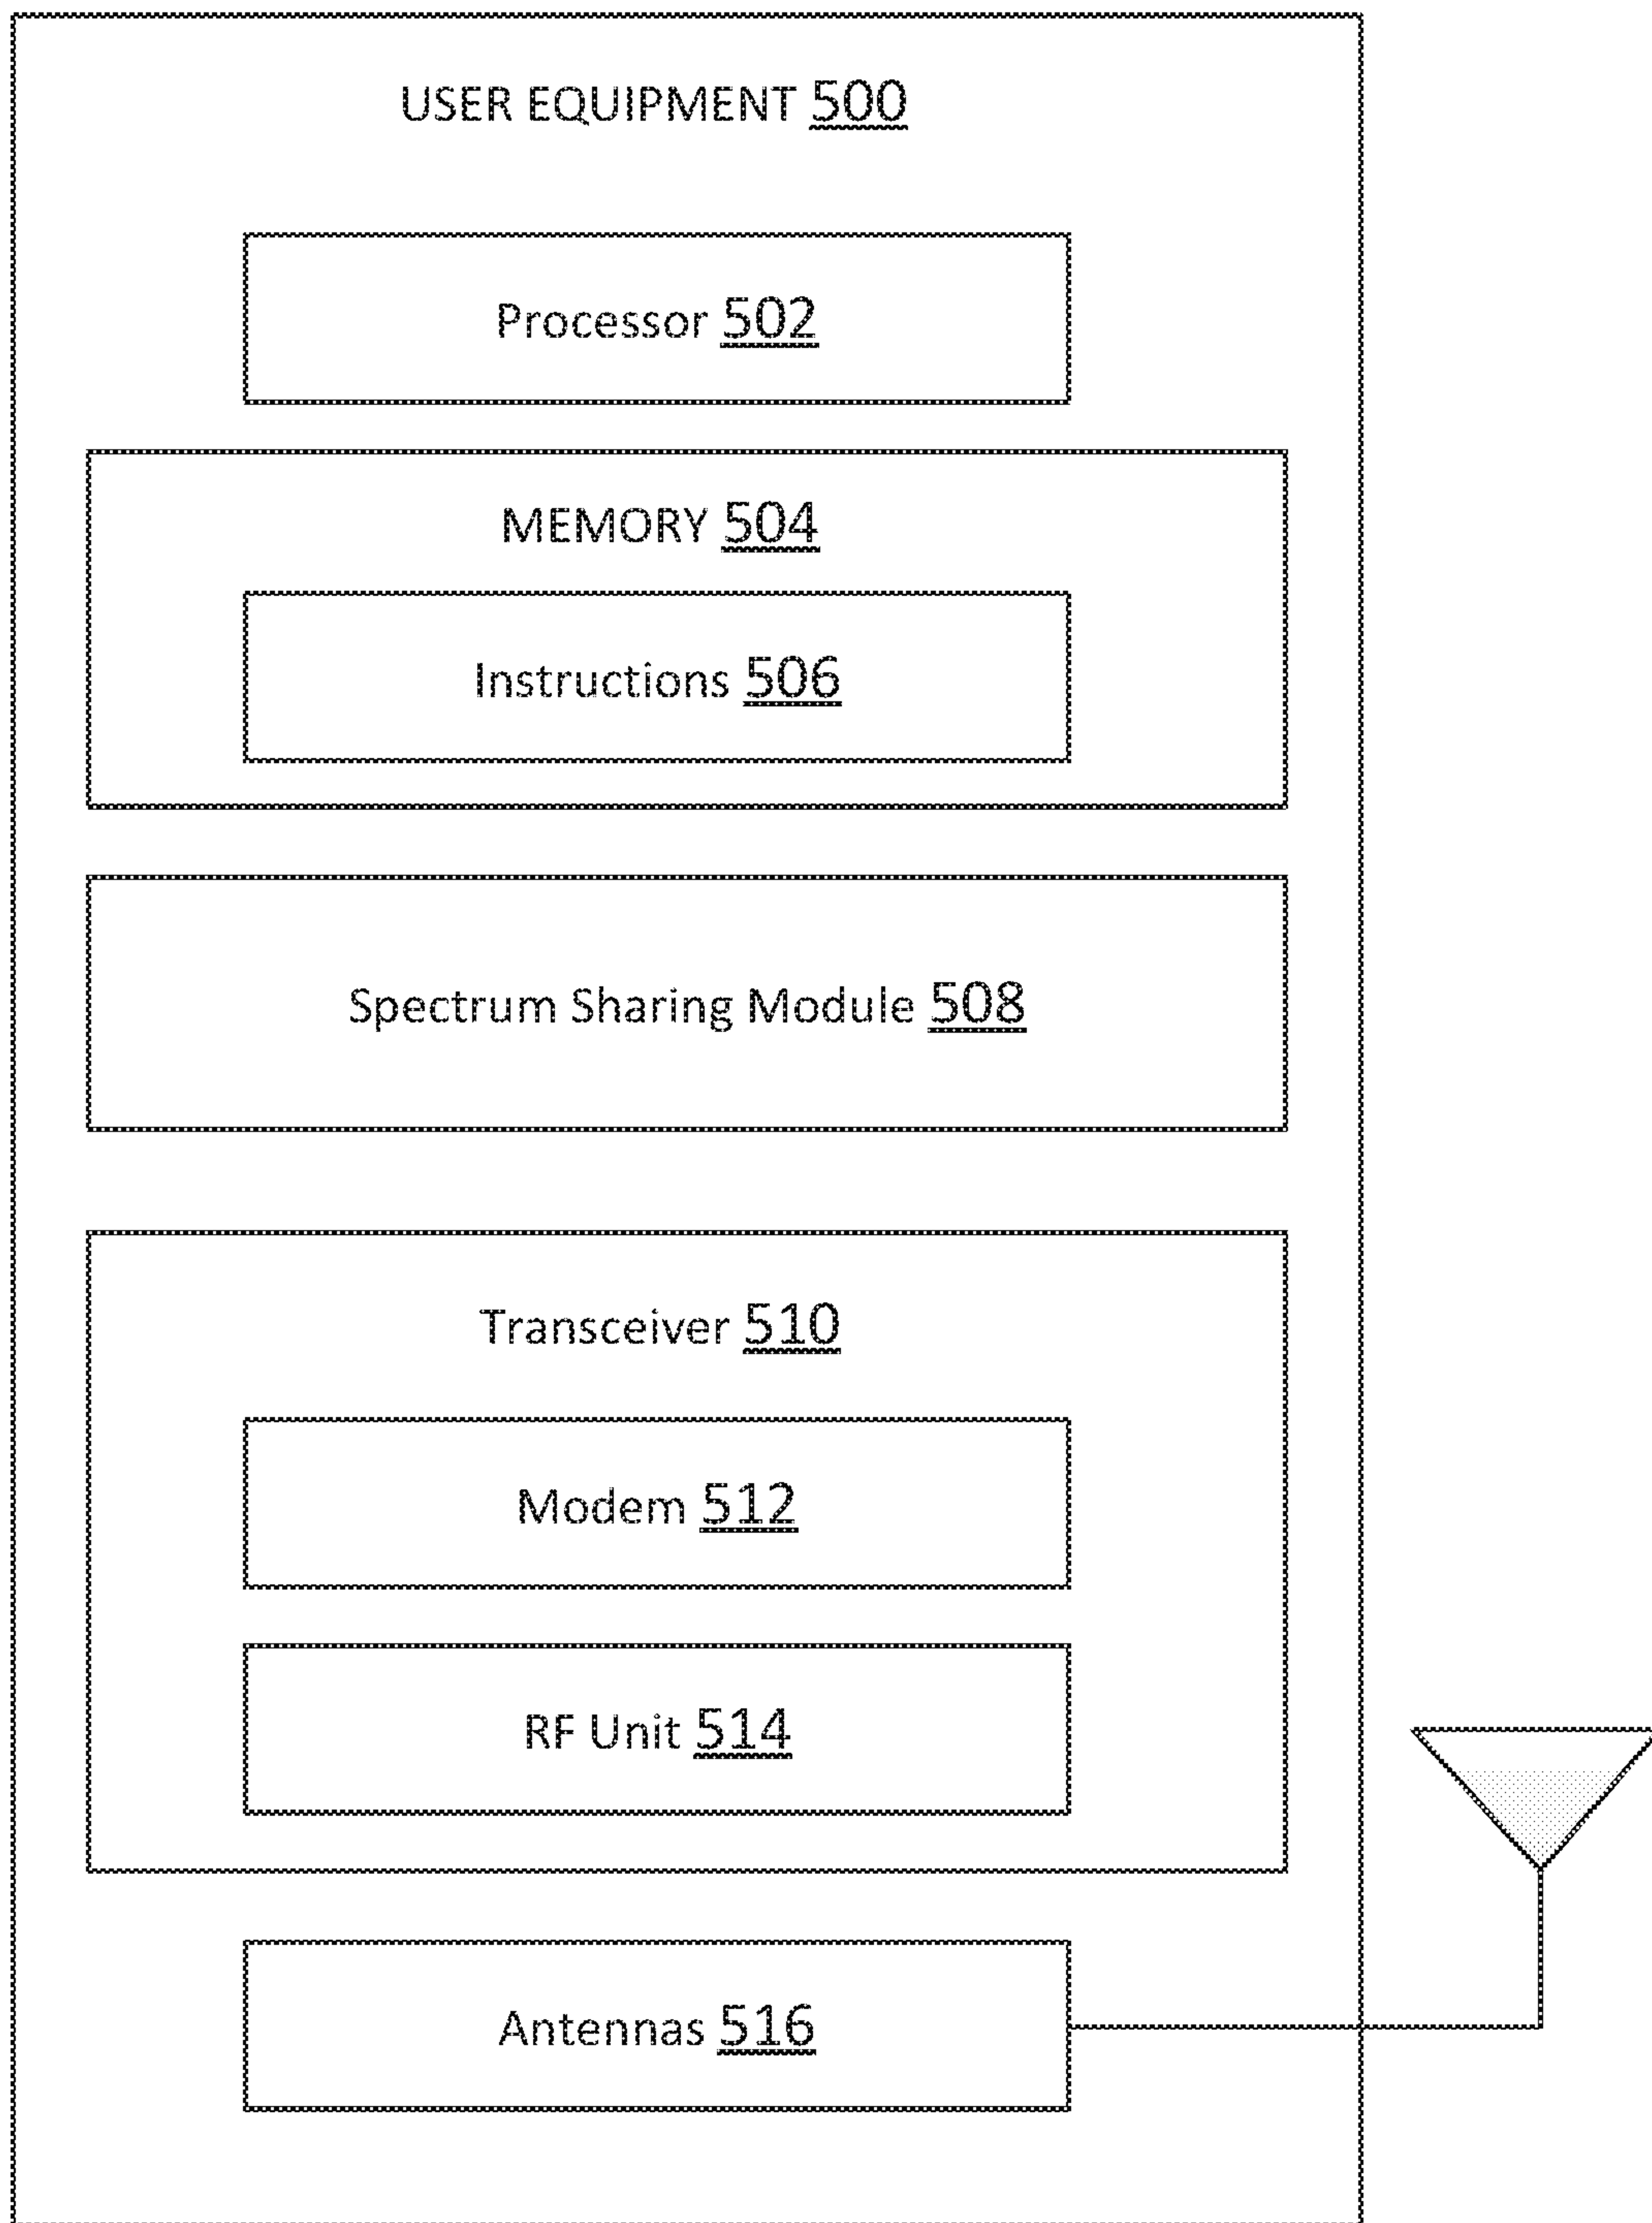 USER EQUIPMENT 500
Processor 502
MEMORY 504
Instructions 506
Spectrum Sharing Module 508
Transceiver 510
Modem 512
RF Unit 514
Antennas 516